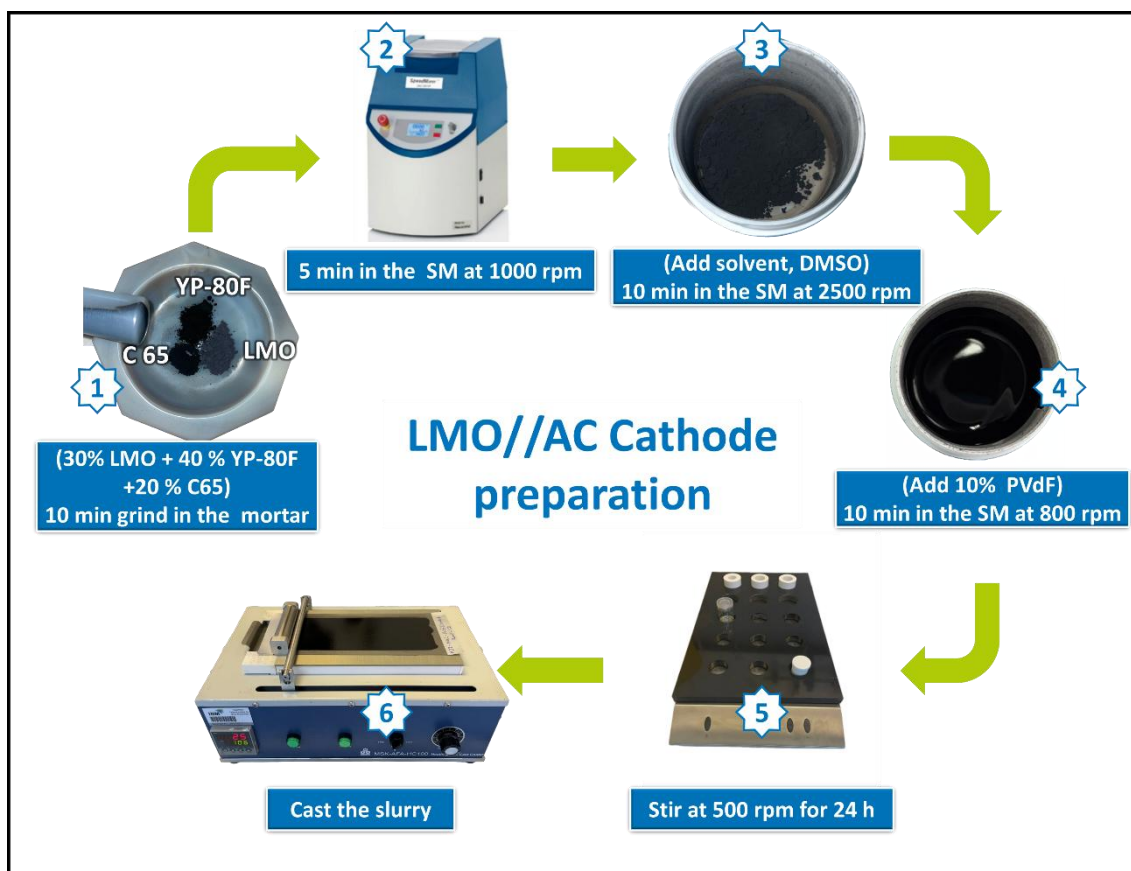 2
3
5 min in the SM at 1000 rpm
(Add solvent, DMSO)
10 min in the SM at 2500 rpm
YP-80F
C 65
LMO
1
(30% LMO + 40 % YP-80F
+20 % C65)
10 min grind in the mortar
LMO//AC Cathode
preparation
4
(Add 10% PVdF)
10 min in the SM at 800 rpm
6
MSK-AFA-HC100
Cast the slurry
5
Stir at 500 rpm for 24 h